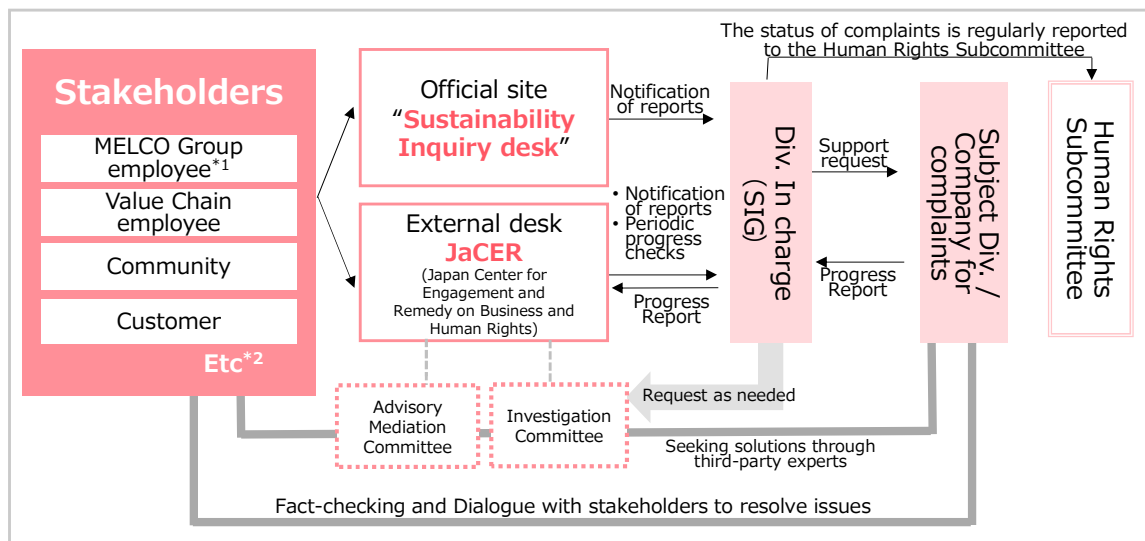 The status of complaints is regularly reported
to the Human Rights Subcommittee
Stakeholders
MELCO Group
employee*1
Value Chain
employee
Community
Customer
Etc*2
Official site
“Sustainability
Inquiry desk”
External desk
JaCER
(Japan Center for
Engagement and
Remedy on Business and
Human Rights)
Notification
of reports
• Notification
of reports
• Periodic
progress
checks
Progress
Report
Div. In charge
(SIG)
Support
request
Progress
Report
Subject Div. /
Company for
complaints
Human Rights
Subcommittee
Request as needed
Advisory
Mediation
Committee
Investigation
Committee
Seeking solutions through
third-party experts
Fact-checking and Dialogue with stakeholders to resolve issues